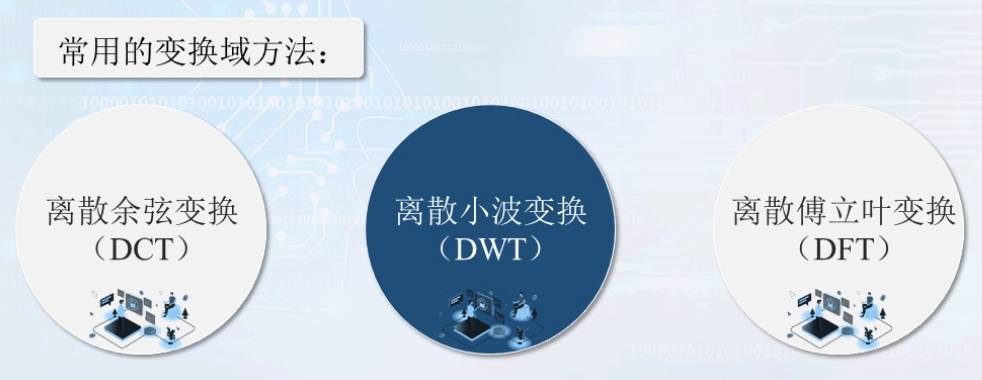 常用的变换域方法：
离散余弦变换
（DCT）
离散小波变换
（DWT）
离散傅立叶变换
（DFT）